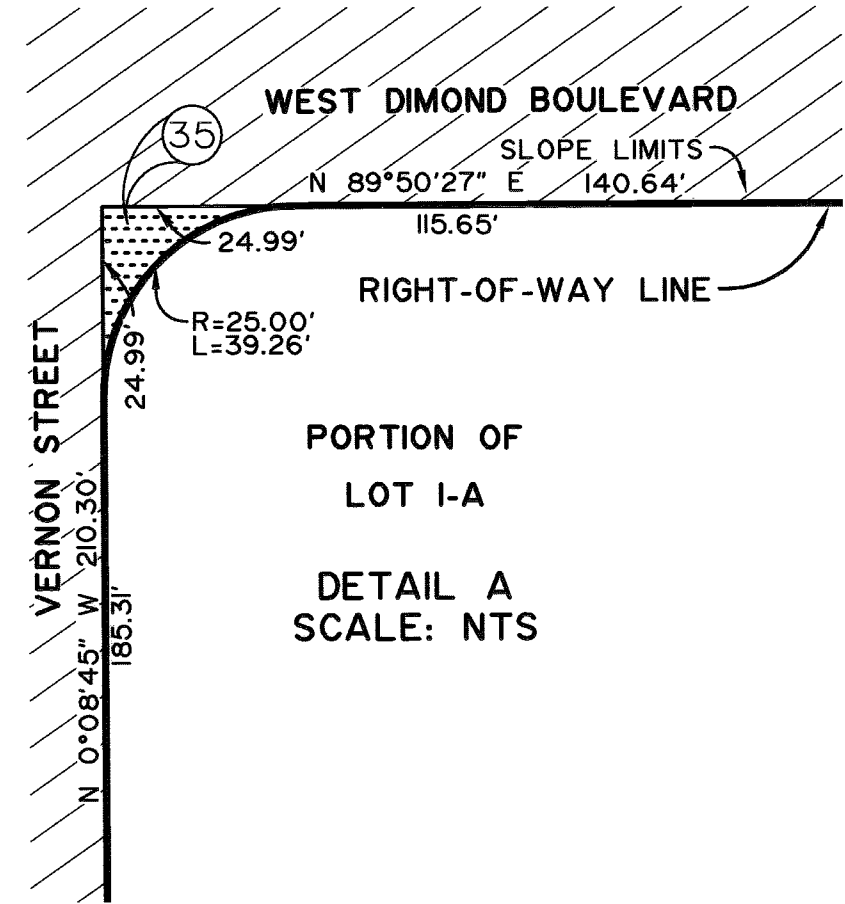 WEST DIMOND BOULEVARD
35
SLOPE LIMITS
N 89°50'27" E 140.64'
115.65'
24.99'
RIGHT-OF-WAY LINE
R=25.00'
L=39.26'
24.99'
VERNON STREET
PORTION OF
LOT 1-A
N 0°08'45" W 210.30'
185.31'
DETAIL A
SCALE: NTS